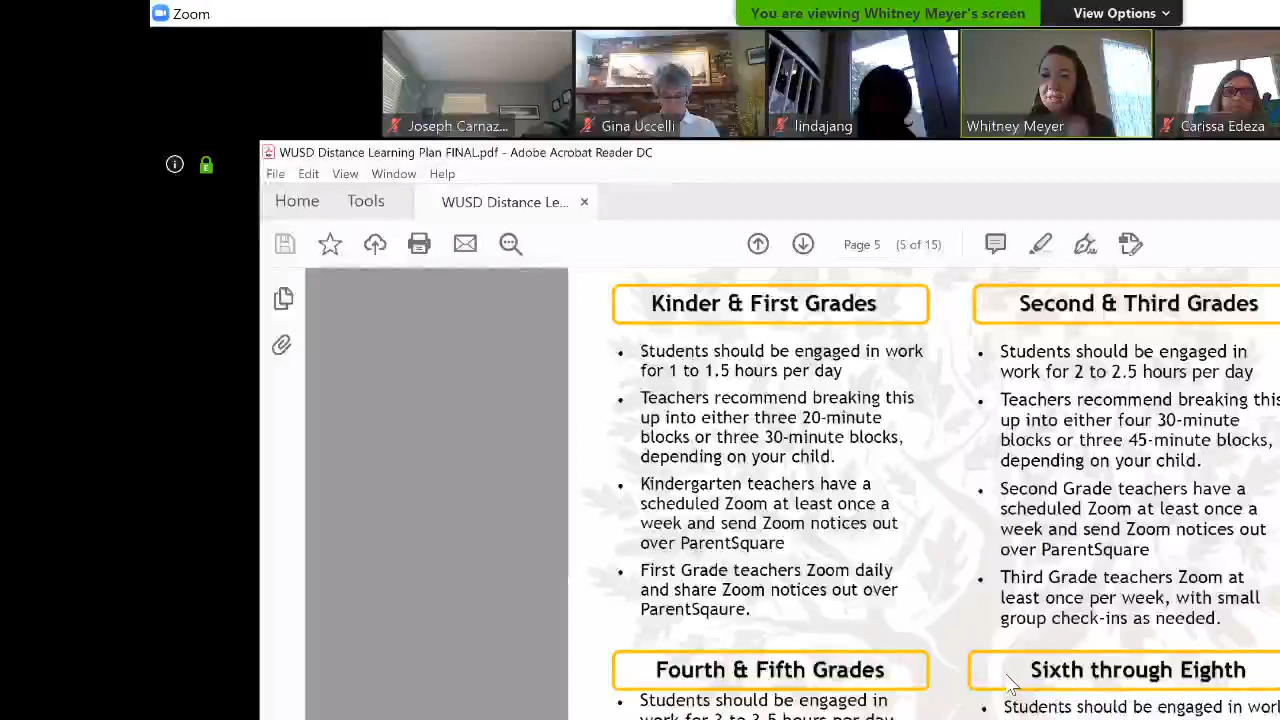 Zoom
You are viewing Whitney Meyer's screen
View Options
Joseph Carnaz...
Gina Uccelli
lindajang
Whitney Meyer
Carissa Edeza
WUSD Distance Learning Plan FINAL.pdf - Adobe Acrobat Reader DC
File Edit View Window Help
Home Tools WUSD Distance Le... ×
Page 5 (5 of 15)
Kinder & First Grades
• Students should be engaged in work
for 1 to 1.5 hours per day
• Teachers recommend breaking this
up into either three 20-minute
blocks or three 30-minute blocks,
depending on your child.
• Kindergarten teachers have a
scheduled Zoom at least once a
week and send Zoom notices out
over ParentSquare
• First Grade teachers Zoom daily
and share Zoom notices out over
ParentSqaure.
Second & Third Grades
• Students should be engaged in
work for 2 to 2.5 hours per day
• Teachers recommend breaking this
up into either four 30-minute
blocks or three 45-minute blocks,
depending on your child.
• Second Grade teachers have a
scheduled Zoom at least once a
week and send Zoom notices out
over ParentSquare
• Third Grade teachers Zoom at
least once per week, with small
group check-ins as needed.
Fourth & Fifth Grades
Students should be engaged in
work for 3 to 3.5 hours per day
Sixth through Eighth
• Students should be engaged in work